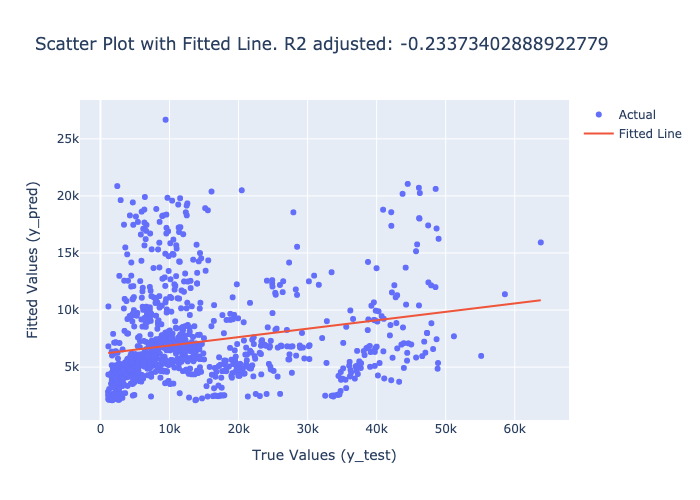 Scatter Plot with Fitted Line. R2 adjusted: -0.23373402888922779
Actual
Fitted Line
25k
20k
15k
10k
5k
Fitted Values (y_pred)
0
10k
20k
30k
40k
50k
60k
True Values (y_test)